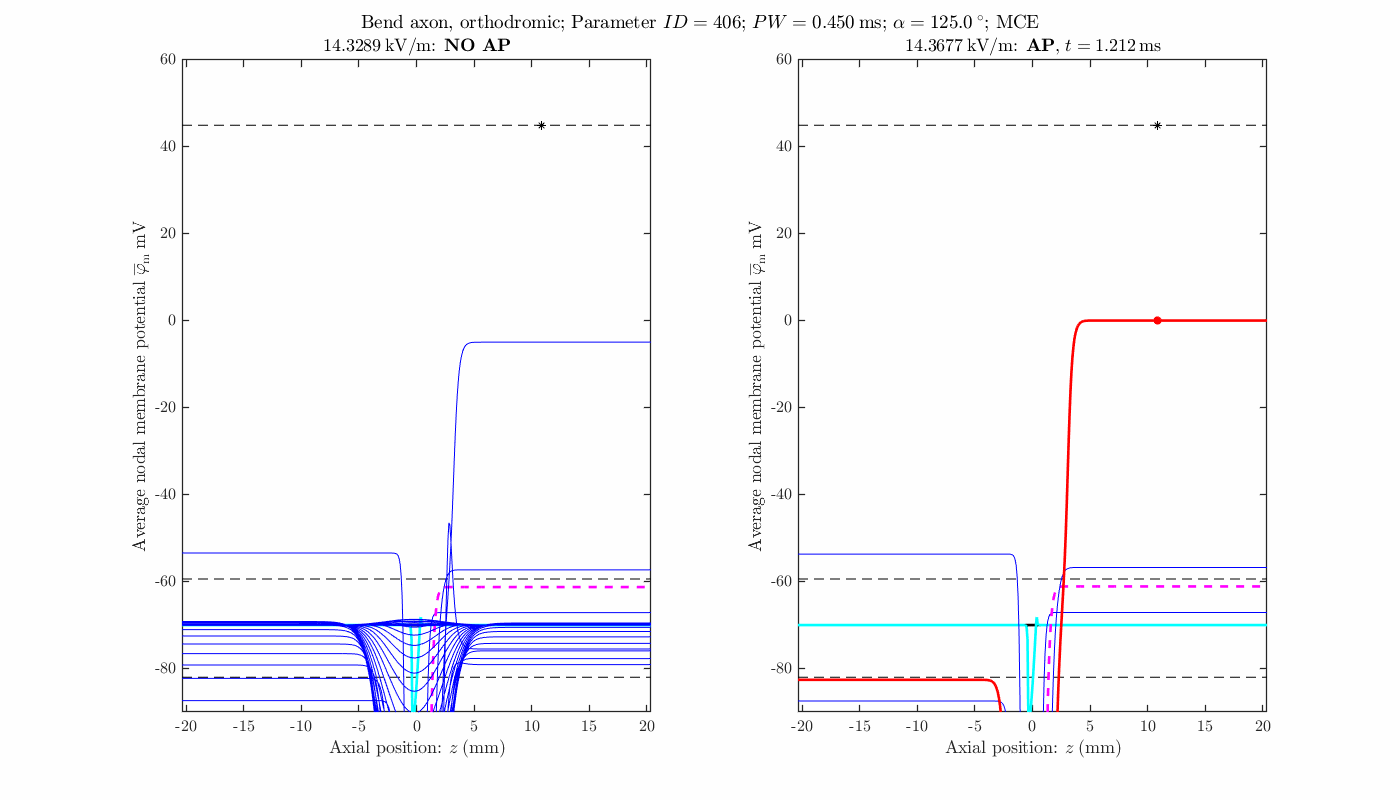 Bend axon, orthodromic; Parameter ID = 406; PW = 0.450 ms; α = 125.0 °; MCE
14.3289 kV/m: NO AP
60
40
20
0
-20
-40
-60
-80
-20 -15 -10 -5 0 5 10 15 20
Axial position: z (mm)
Average nodal membrane potential φ̅m mV
14.3677 kV/m: AP, t = 1.212 ms
60
40
20
0
-20
-40
-60
-80
-20 -15 -10 -5 0 5 10 15 20
Axial position: z (mm)
Average nodal membrane potential φ̅m mV